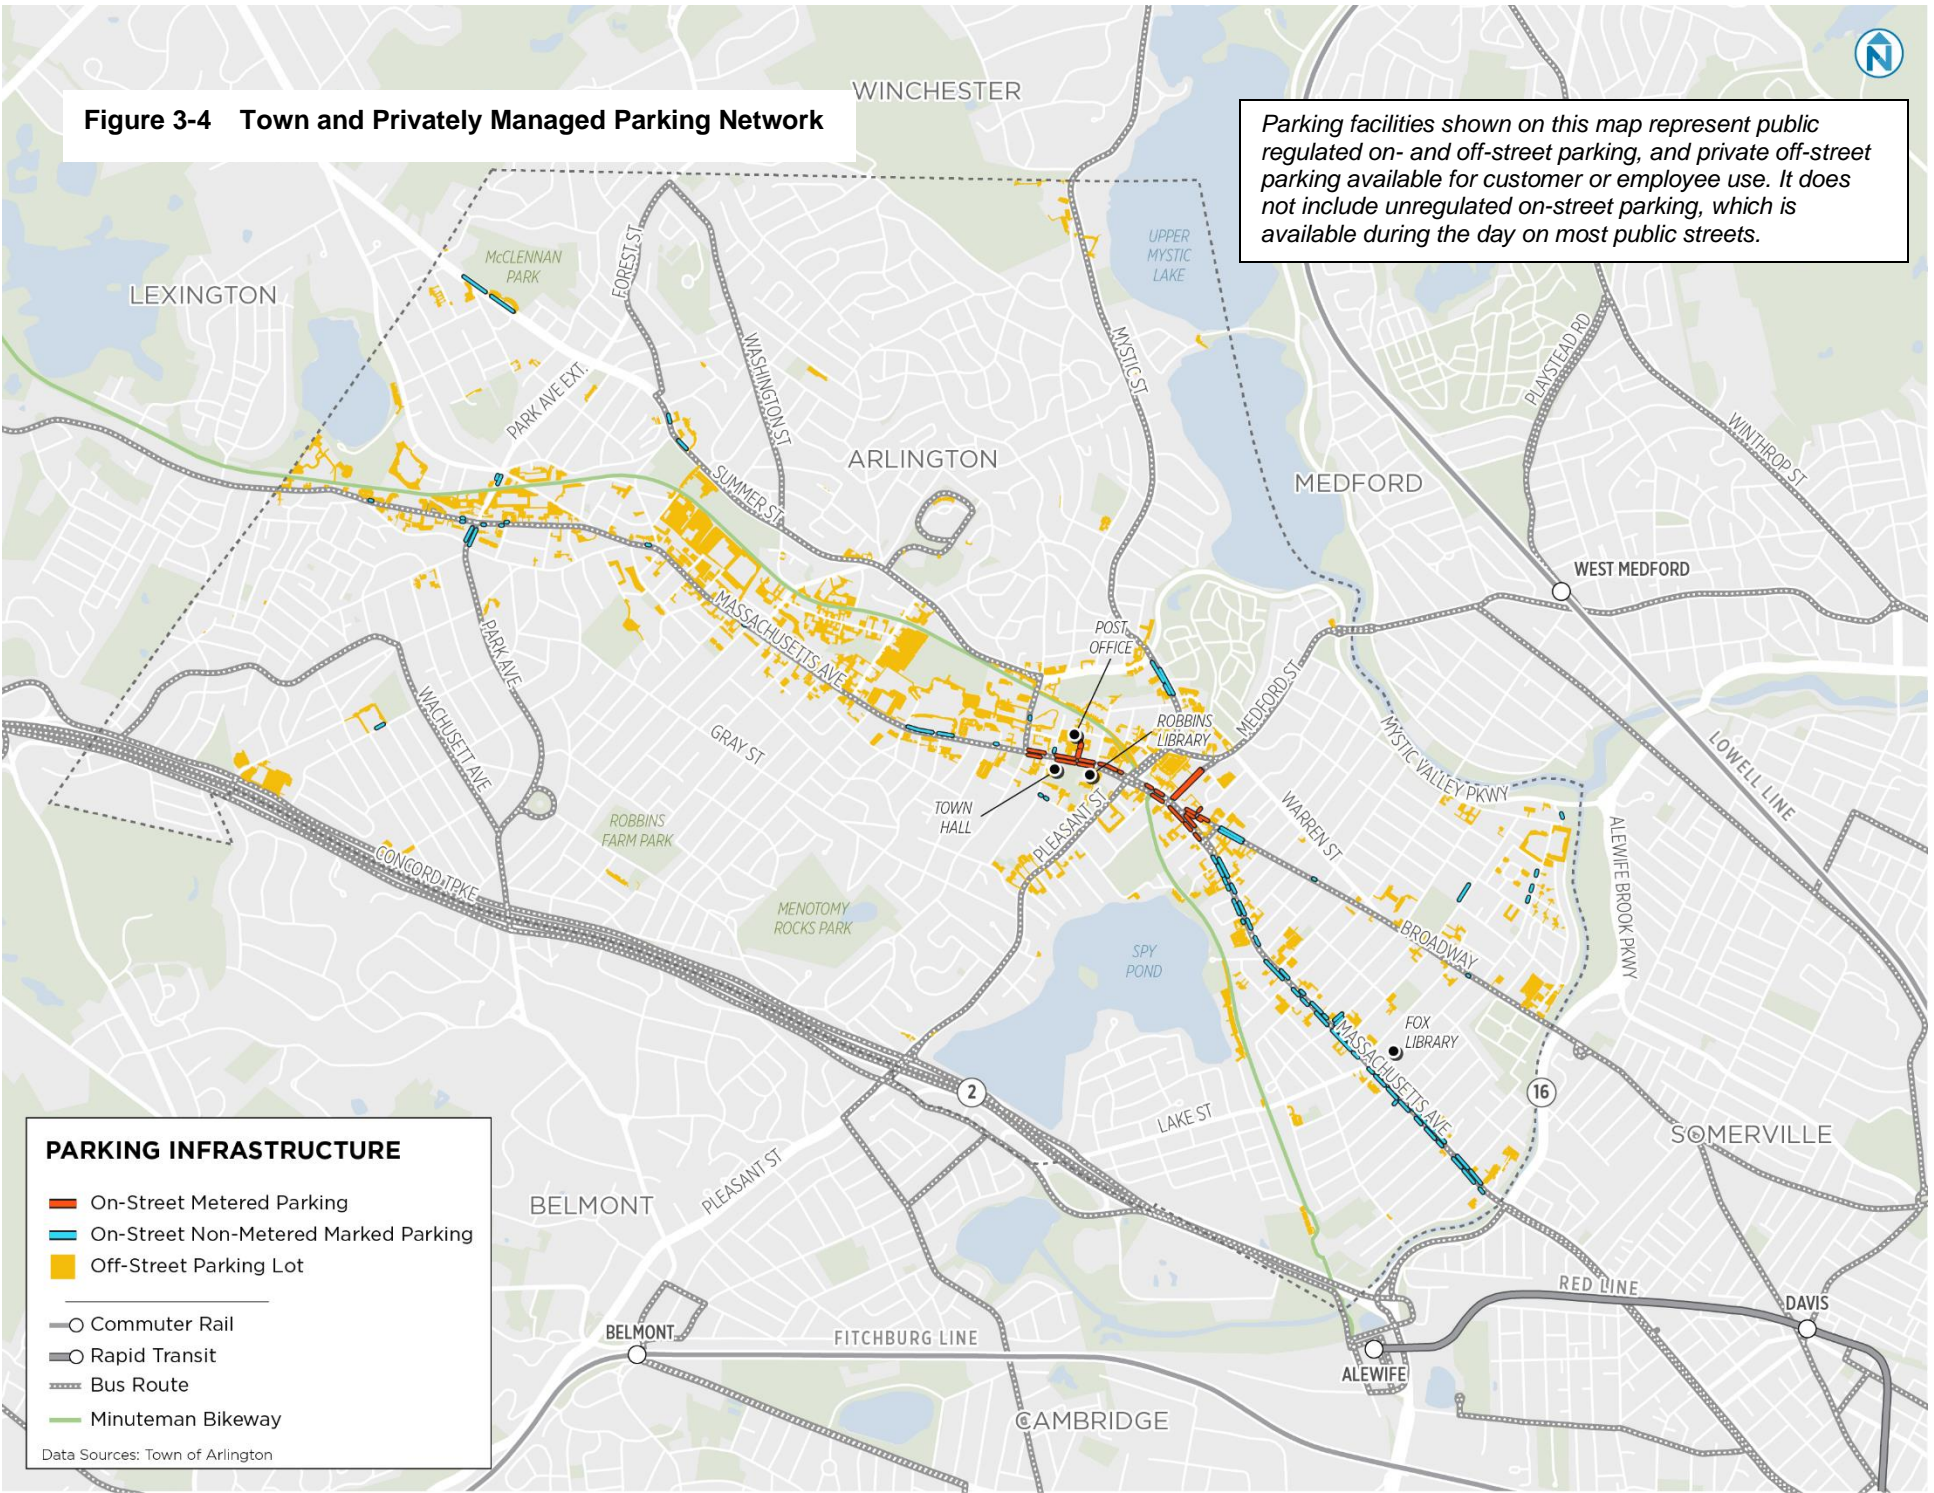 Figure 3-4 Town and Privately Managed Parking Network
Parking facilities shown on this map represent public
regulated on- and off-street parking, and private off-street
parking available for customer or employee use. It does
not include unregulated on-street parking, which is
available during the day on most public streets.
N
WINCHESTER
LEXINGTON
McCLENNAN
PARK
FOREST ST
UPPER
MYSTIC
LAKE
PARK AVE EXT.
WASHINGTON ST
MYSTIC ST
PLAYSTEAD RD
WINTHROP ST
ARLINGTON
MEDFORD
SUMMER ST
WEST MEDFORD
MASSACHUSETTS AVE
POST
OFFICE
PARK AVE
WACHUSETT AVE
GRAY ST
ROBBINS
LIBRARY
MEDFORD ST
MYSTIC VALLEY PKWY
LOWELL LINE
TOWN
HALL
PLEASANT ST
WARREN ST
ALEWIFE BROOK PKWY
ROBBINS
FARM PARK
CONCORD TPKE
MENOTOMY
ROCKS PARK
BROADWAY
SPY
POND
FOX
LIBRARY
MASSACHUSETTS AVE
2
16
LAKE ST
SOMERVILLE
PLEASANT ST
BELMONT
RED LINE
DAVIS
BELMONT
FITCHBURG LINE
ALEWIFE
CAMBRIDGE
PARKING INFRASTRUCTURE
On-Street Metered Parking
On-Street Non-Metered Marked Parking
Off-Street Parking Lot
Commuter Rail
Rapid Transit
Bus Route
Minuteman Bikeway
Data Sources: Town of Arlington